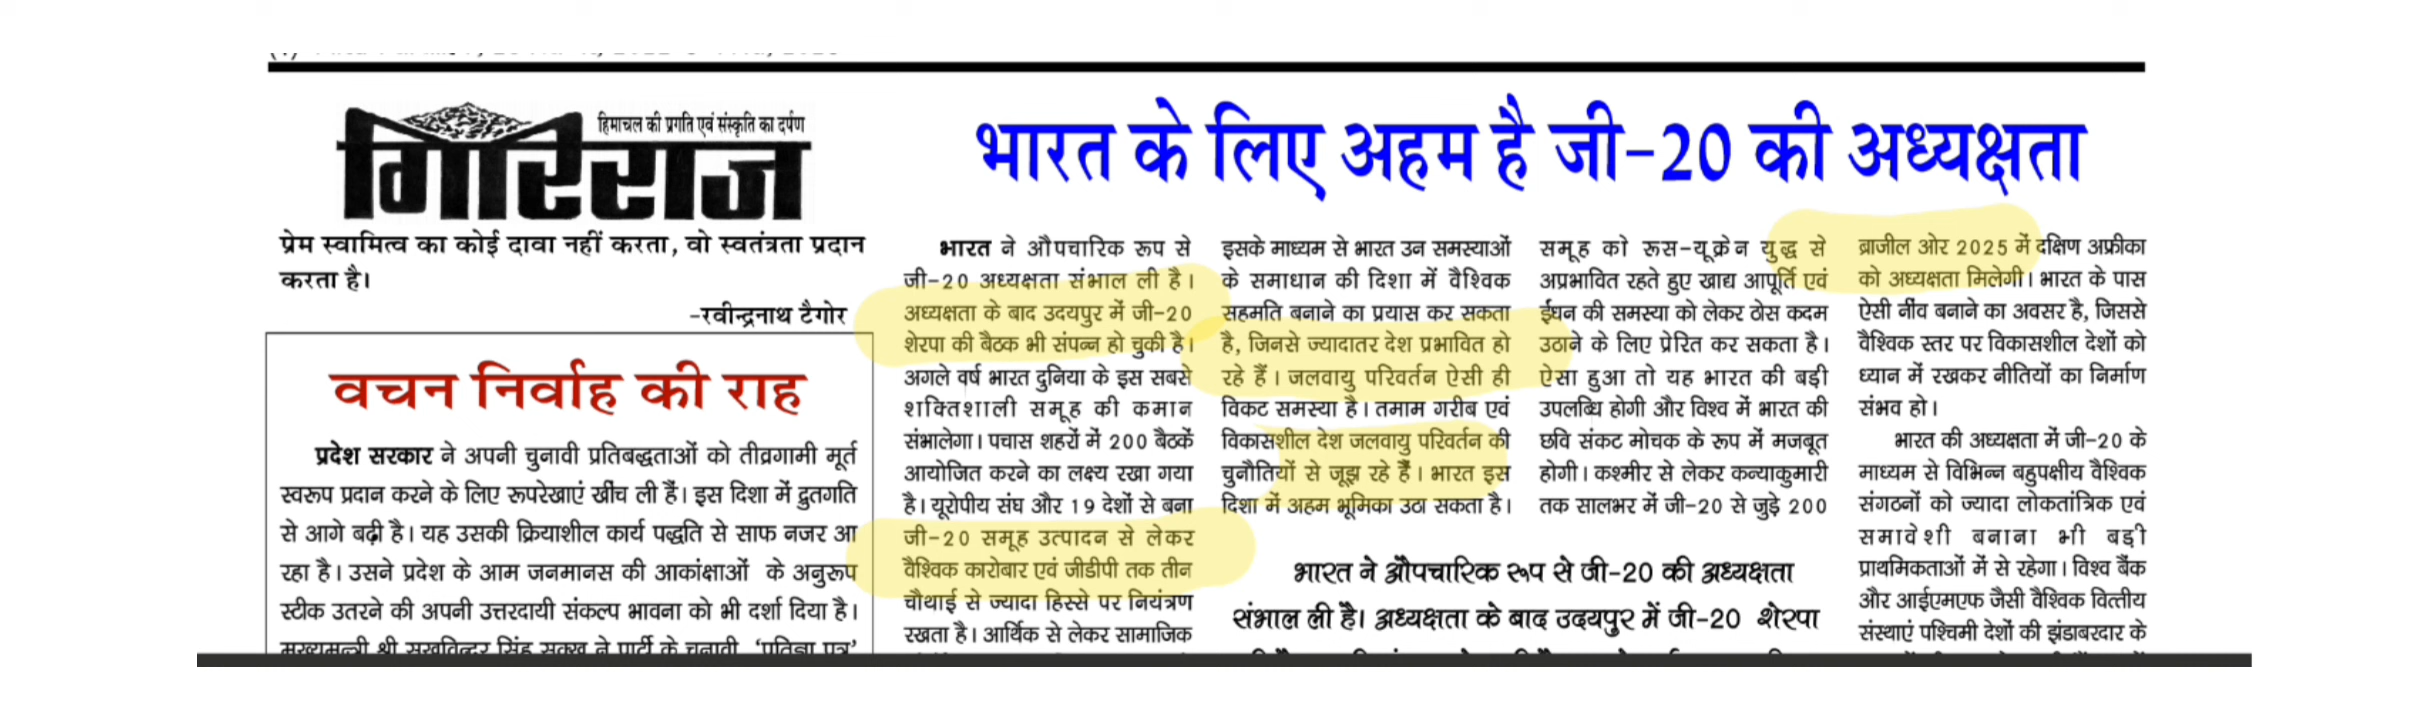 हिमाचल की प्रगति एवं संस्कृति का दर्पण
गिरिराज
प्रेम स्वामित्व का कोई दावा नहीं करता, वो स्वतंत्रता प्रदान
करता है।
-रवीन्द्रनाथ टैगोर
वचन निर्वाह की राह
प्रदेश सरकार ने अपनी चुनावी प्रतिबद्धताओं को तीव्रगामी मूर्त
स्वरूप प्रदान करने के लिए रूपरेखाएं खींच ली हैं। इस दिशा में द्रुतगति
से आगे बढ़ी है। यह उसकी क्रियाशील कार्य पद्धति से साफ नजर आ
रहा है। उसने प्रदेश के आम जनमानस की आकांक्षाओं के अनुरूप
स्टीक उतरने की अपनी उत्तरदायी संकल्प भावना को भी दर्शा दिया है।
मुख्यमन्त्री श्री सुखविन्द्र सिंह सुक्खू ने पार्टी के चुनावी 'प्रतिज्ञा पत्र'
भारत के लिए अहम है जी-20 की अध्यक्षता
भारत ने औपचारिक रूप से
जी-20 अध्यक्षता संभाल ली है।
अध्यक्षता के बाद उदयपुर में जी-20
शेरपा की बैठक भी संपन्न हो चुकी है।
अगले वर्ष भारत दुनिया के इस सबसे
शक्तिशाली समूह की कमान
संभालेगा। पचास शहरों में 200 बैठकें
आयोजित करने का लक्ष्य रखा गया
है। यूरोपीय संघ और 19 देशों से बना
जी-20 समूह उत्पादन से लेकर
वैश्विक कारोबार एवं जीडीपी तक तीन
चौथाई से ज्यादा हिस्से पर नियंत्रण
रखता है। आर्थिक से लेकर सामाजिक
इसके माध्यम से भारत उन समस्याओं
के समाधान की दिशा में वैश्विक
सहमति बनाने का प्रयास कर सकता
है, जिनसे ज्यादातर देश प्रभावित हो
रहे हैं। जलवायु परिवर्तन ऐसी ही
विकट समस्या है। तमाम गरीब एवं
विकासशील देश जलवायु परिवर्तन की
चुनौतियों से जूझ रहे हैं। भारत इस
दिशा में अहम भूमिका उठा सकता है।
समूह को रूस-यूक्रेन युद्ध से
अप्रभावित रहते हुए खाद्य आपूर्ति एवं
ईंधन की समस्या को लेकर ठोस कदम
उठाने के लिए प्रेरित कर सकता है।
ऐसा हुआ तो यह भारत की बड़ी
उपलब्धि होगी और विश्व में भारत की
छवि संकट मोचक के रूप में मजबूत
होगी। कश्मीर से लेकर कन्याकुमारी
तक सालभर में जी-20 से जुड़े 200
भारत ने औपचारिक रूप से जी-20 की अध्यक्षता
संभाल ली है। अध्यक्षता के बाद उदयपुर में जी-20 शेरपा
ब्राजील ओर 2025 में दक्षिण अफ्रीका
को अध्यक्षता मिलेगी। भारत के पास
ऐसी नींव बनाने का अवसर है, जिससे
वैश्विक स्तर पर विकासशील देशों को
ध्यान में रखकर नीतियों का निर्माण
संभव हो।
भारत की अध्यक्षता में जी-20 के
माध्यम से विभिन्न बहुपक्षीय वैश्विक
संगठनों को ज्यादा लोकतांत्रिक एवं
समावेशी बनाना भी बड़ी
प्राथमिकताओं में से रहेगा। विश्व बैंक
और आईएमएफ जैसी वैश्विक वित्तीय
संस्थाएं पश्चिमी देशों की झंडाबरदार के